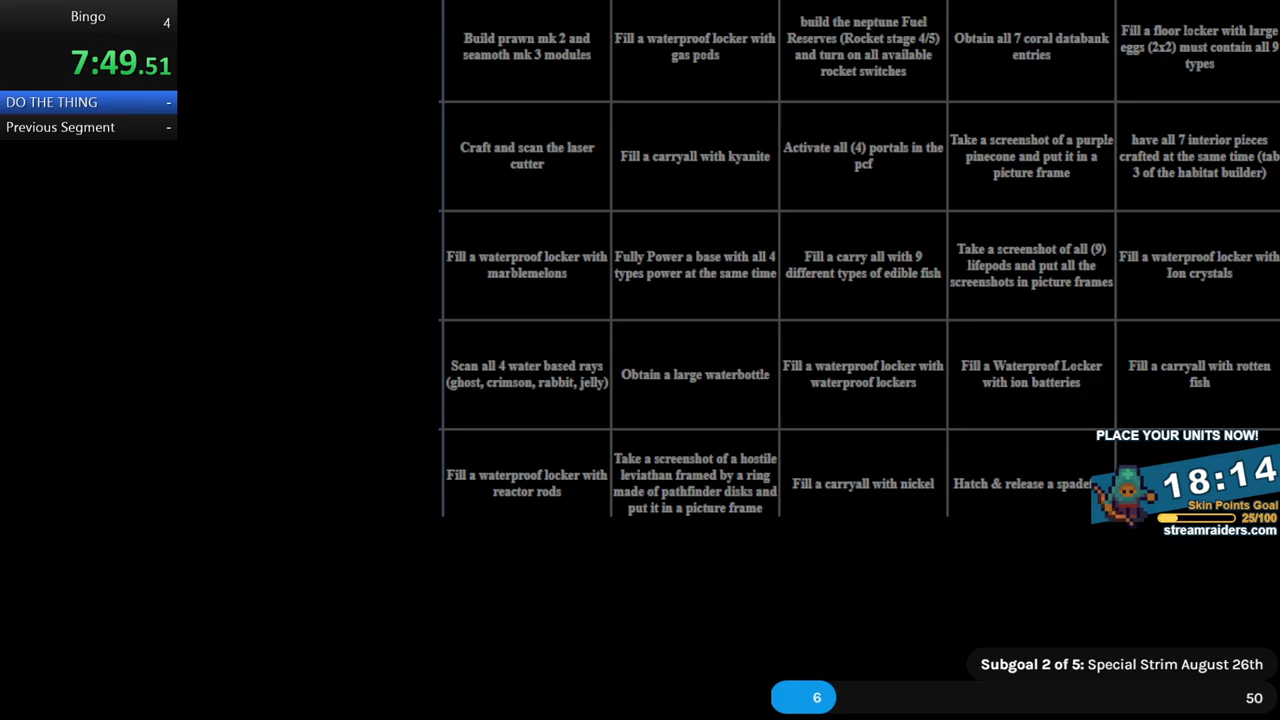 Bingo
4
7:49.51
DO THE THING -
Previous Segment -
Build prawn mk 2 and
seamoth mk 3 modules
Fill a waterproof locker with
gas pods
build the neptune Fuel
Reserves (Rocket stage 4/5)
and turn on all available
rocket switches
Obtain all 7 coral databank
entries
Fill a floor locker with large
eggs (2x2) must contain all 9
types
Craft and scan the laser
cutter
Fill a carryall with kyanite
Activate all (4) portals in the
pcf
Take a screenshot of a purple
pinecone and put it in a
picture frame
have all 7 interior pieces
crafted at the same time (tab
3 of the habitat builder)
Fill a waterproof locker with
marblemelons
Fully Power a base with all 4
types power at the same time
Fill a carry all with 9
different types of edible fish
Take a screenshot of all (9)
lifepods and put all the
screenshots in picture frames
Fill a waterproof locker with
Ion crystals
Scan all 4 water based rays
(ghost, crimson, rabbit, jelly)
Obtain a large waterbottle
Fill a waterproof locker with
waterproof lockers
Fill a Waterproof Locker
with ion batteries
Fill a carryall with rotten
fish
Fill a waterproof locker with
reactor rods
Take a screenshot of a hostile
leviathan framed by a ring
made of pathfinder disks and
put it in a picture frame
Fill a carryall with nickel
Hatch & release a
PLACE YOUR UNITS NOW!
18:14
Skin Points Goal
25/100
streamraiders.com
Subgoal 2 of 5: Special Strim August 26th
6
50